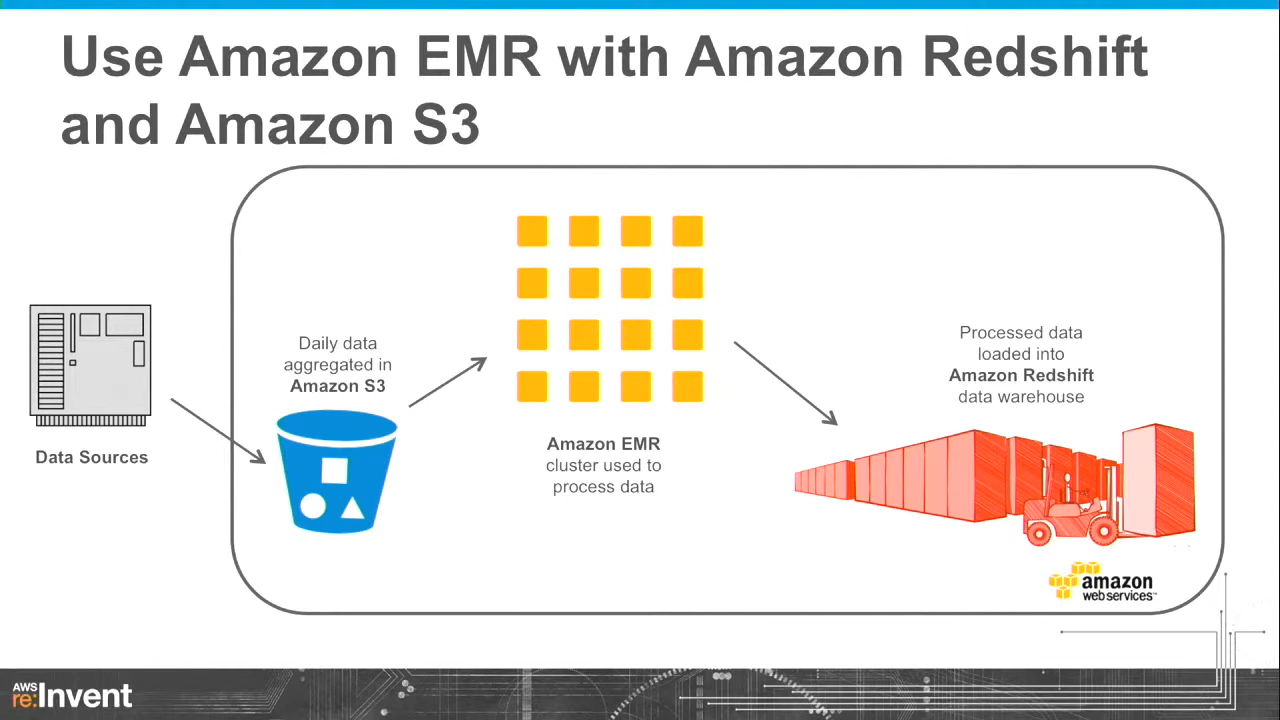 Use Amazon EMR with Amazon Redshift
and Amazon S3
Data Sources
Daily data
aggregated in
Amazon S3
Amazon EMR
cluster used to
process data
Processed data
loaded into
Amazon Redshift
data warehouse
amazon
web services™
AWS
re:Invent